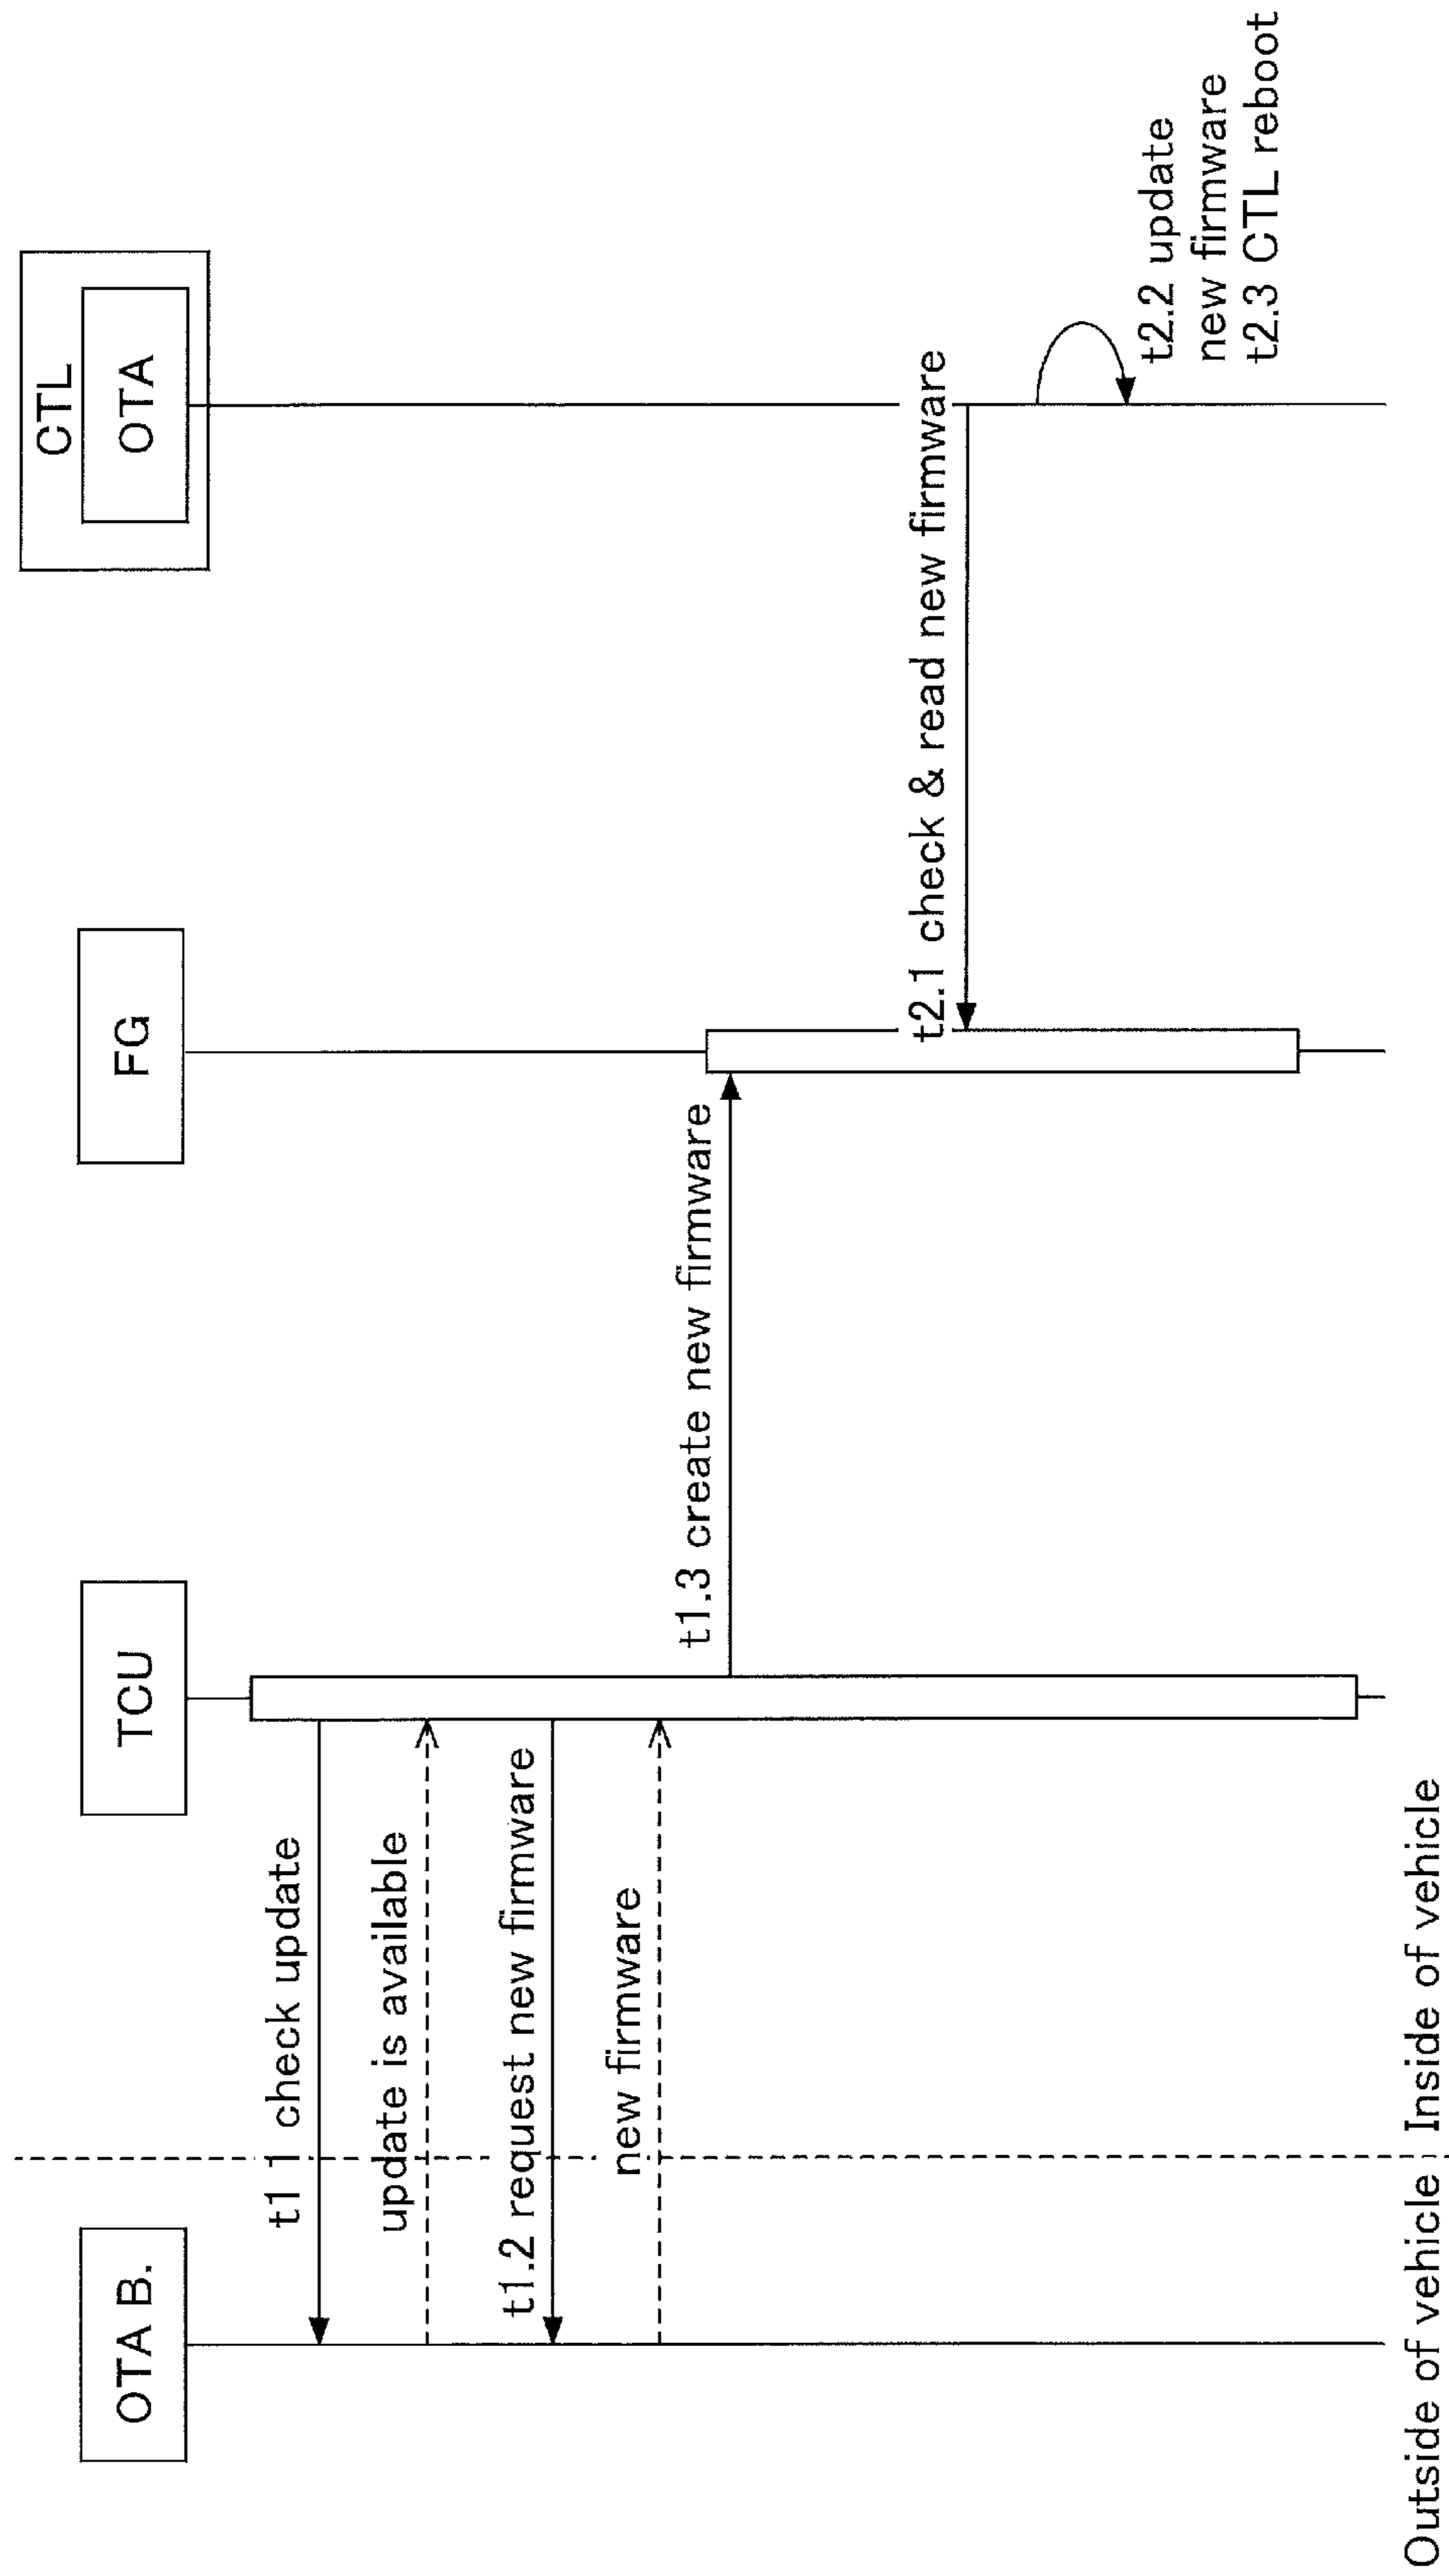 OTA B.
TCU
FG
CTL
OTA
t1 1 check update
update is available
t1.2 request new firmware
new firmware
t1.3 create new firmware
t2.1 check & read new firmware
t2.2 update
new firmware
t2.3 CTL reboot
Outside of vehicle
Inside of vehicle